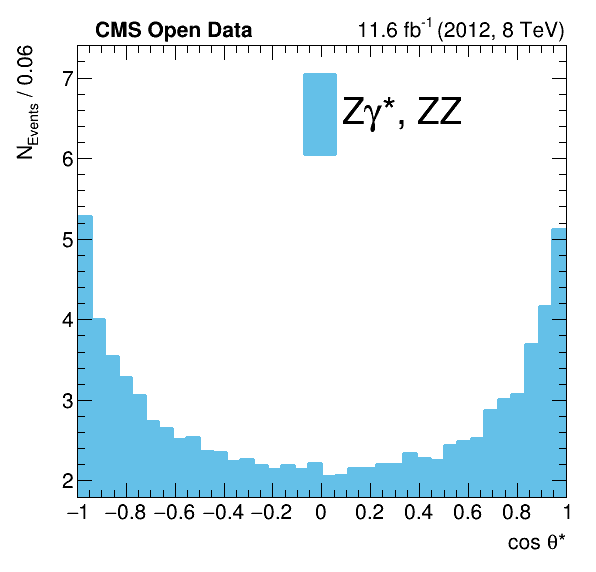 CMS Open Data 11.6 fb⁻¹ (2012, 8 TeV)
N_Events / 0.06
Zγ*, ZZ
7
6
5
4
3
2
−1 −0.8 −0.6 −0.4 −0.2 0 0.2 0.4 0.6 0.8 1
cos θ*